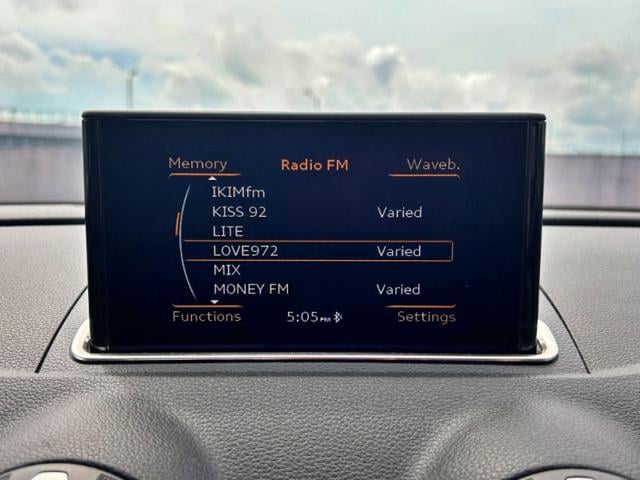 Memory Radio FM Waveb.
IKIMfm
KISS 92 Varied
LITE
LOVE972 Varied
MIX
MONEY FM Varied
Functions 5:05PM Settings